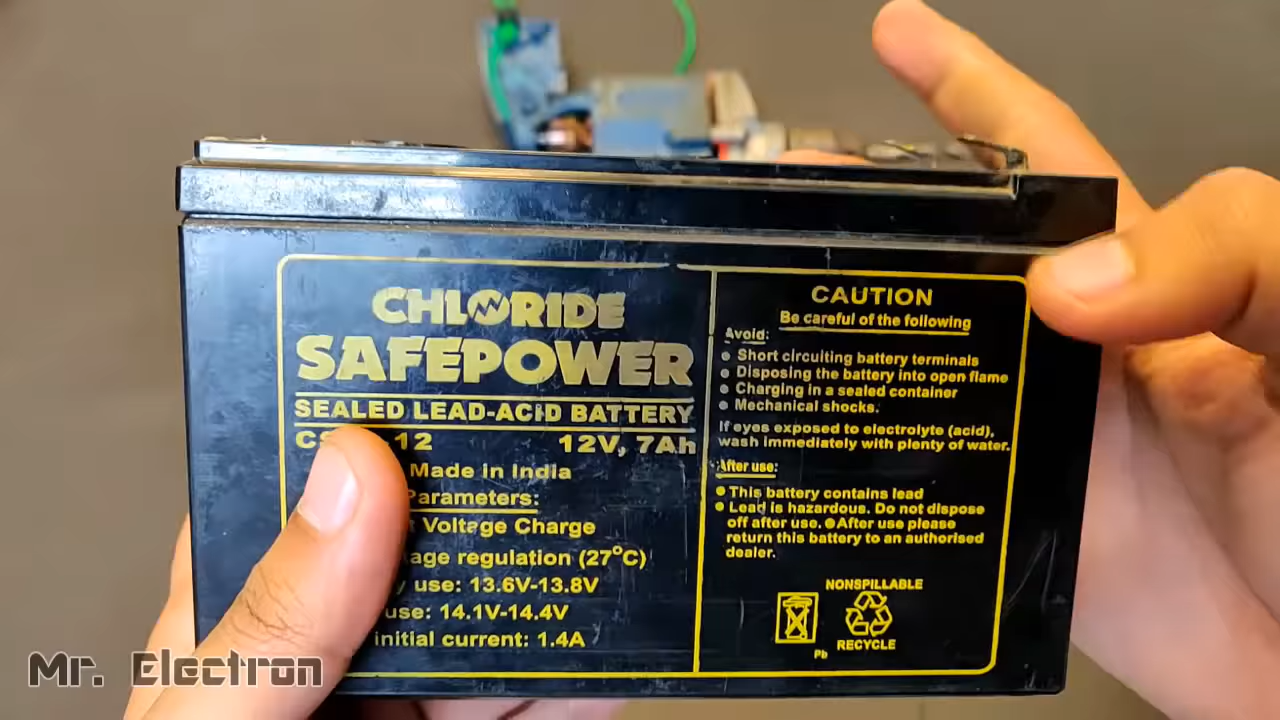 CHLORIDE
SAFEPOWER
SEALED LEAD-ACID BATTERY
12 12V, 7Ah
Made in India
Parameters:
Voltage Charge
regulation (27°C)
use: 13.6V-13.8V
use: 14.1V-14.4V
initial current: 1.4A
CAUTION
Be careful of the following
Avoid:
● Short circuiting battery terminals
● Disposing the battery into open flame
● Charging in a sealed container
● Mechanical shocks.
If eyes exposed to electrolyte (acid),
wash immediately with plenty of water.
After use:
● This battery contains lead
● Lead is hazardous. Do not dispose
off after use. ● After use please
return this battery to an authorised
dealer.
NONSPILLABLE
Pb
RECYCLE
Mr. Electron